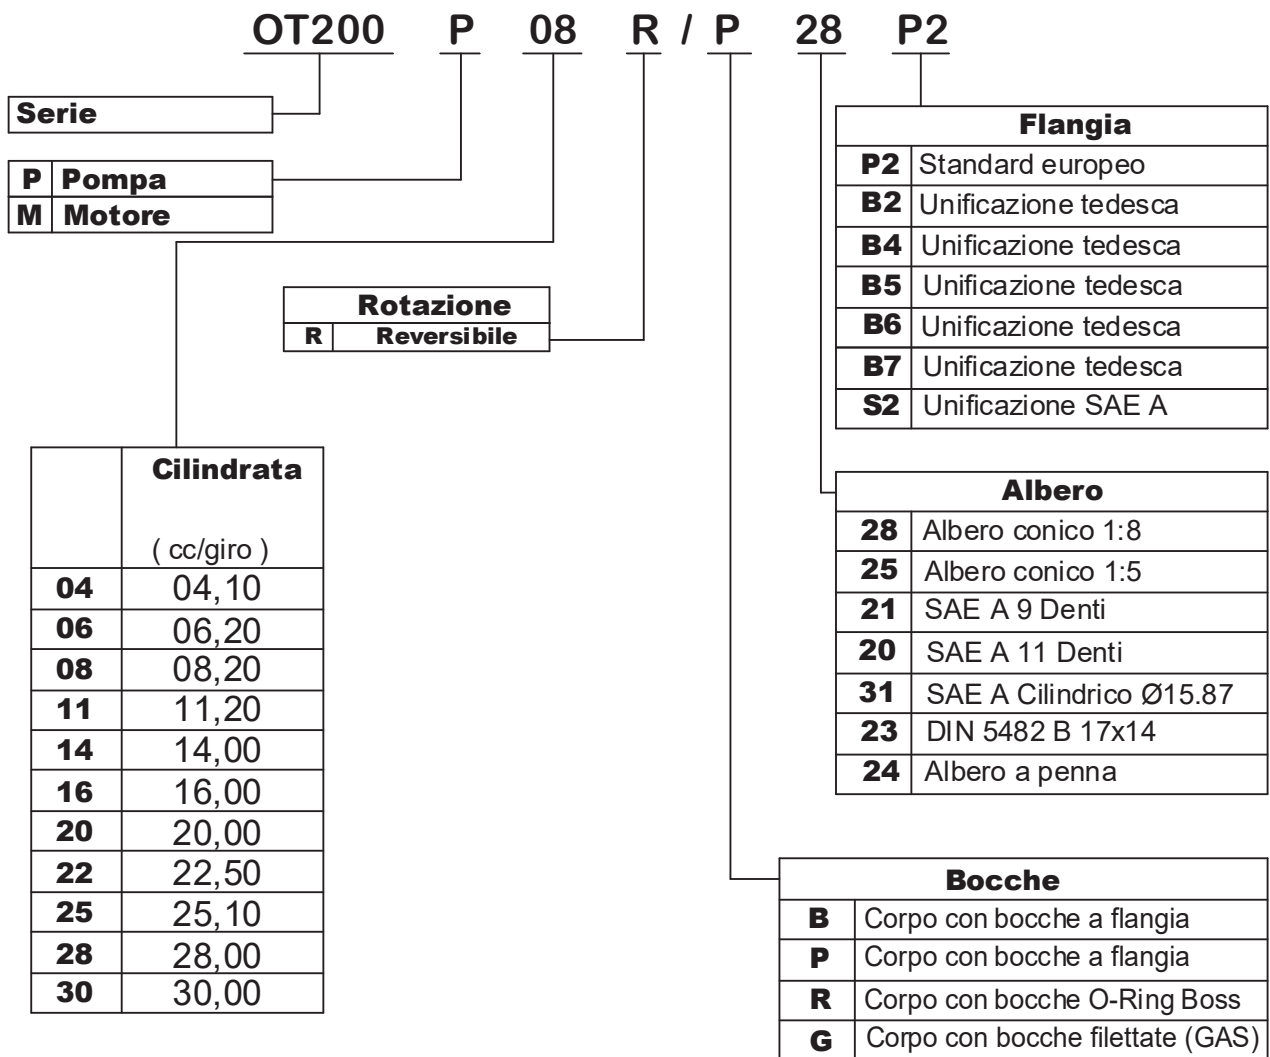 OT200 P 08 R / P 28 P2
Serie
P Pompa
M Motore
Rotazione
R Reversibile
Cilindrata
( cc/giro )
04 04,10
06 06,20
08 08,20
11 11,20
14 14,00
16 16,00
20 20,00
22 22,50
25 25,10
28 28,00
30 30,00
Flangia
P2 Standard europeo
B2 Unificazione tedesca
B4 Unificazione tedesca
B5 Unificazione tedesca
B6 Unificazione tedesca
B7 Unificazione tedesca
S2 Unificazione SAE A
Albero
28 Albero conico 1:8
25 Albero conico 1:5
21 SAE A 9 Denti
20 SAE A 11 Denti
31 SAE A Cilindrico Ø15.87
23 DIN 5482 B 17x14
24 Albero a penna
Bocche
B Corpo con bocche a flangia
P Corpo con bocche a flangia
R Corpo con bocche O-Ring Boss
G Corpo con bocche filettate (GAS)